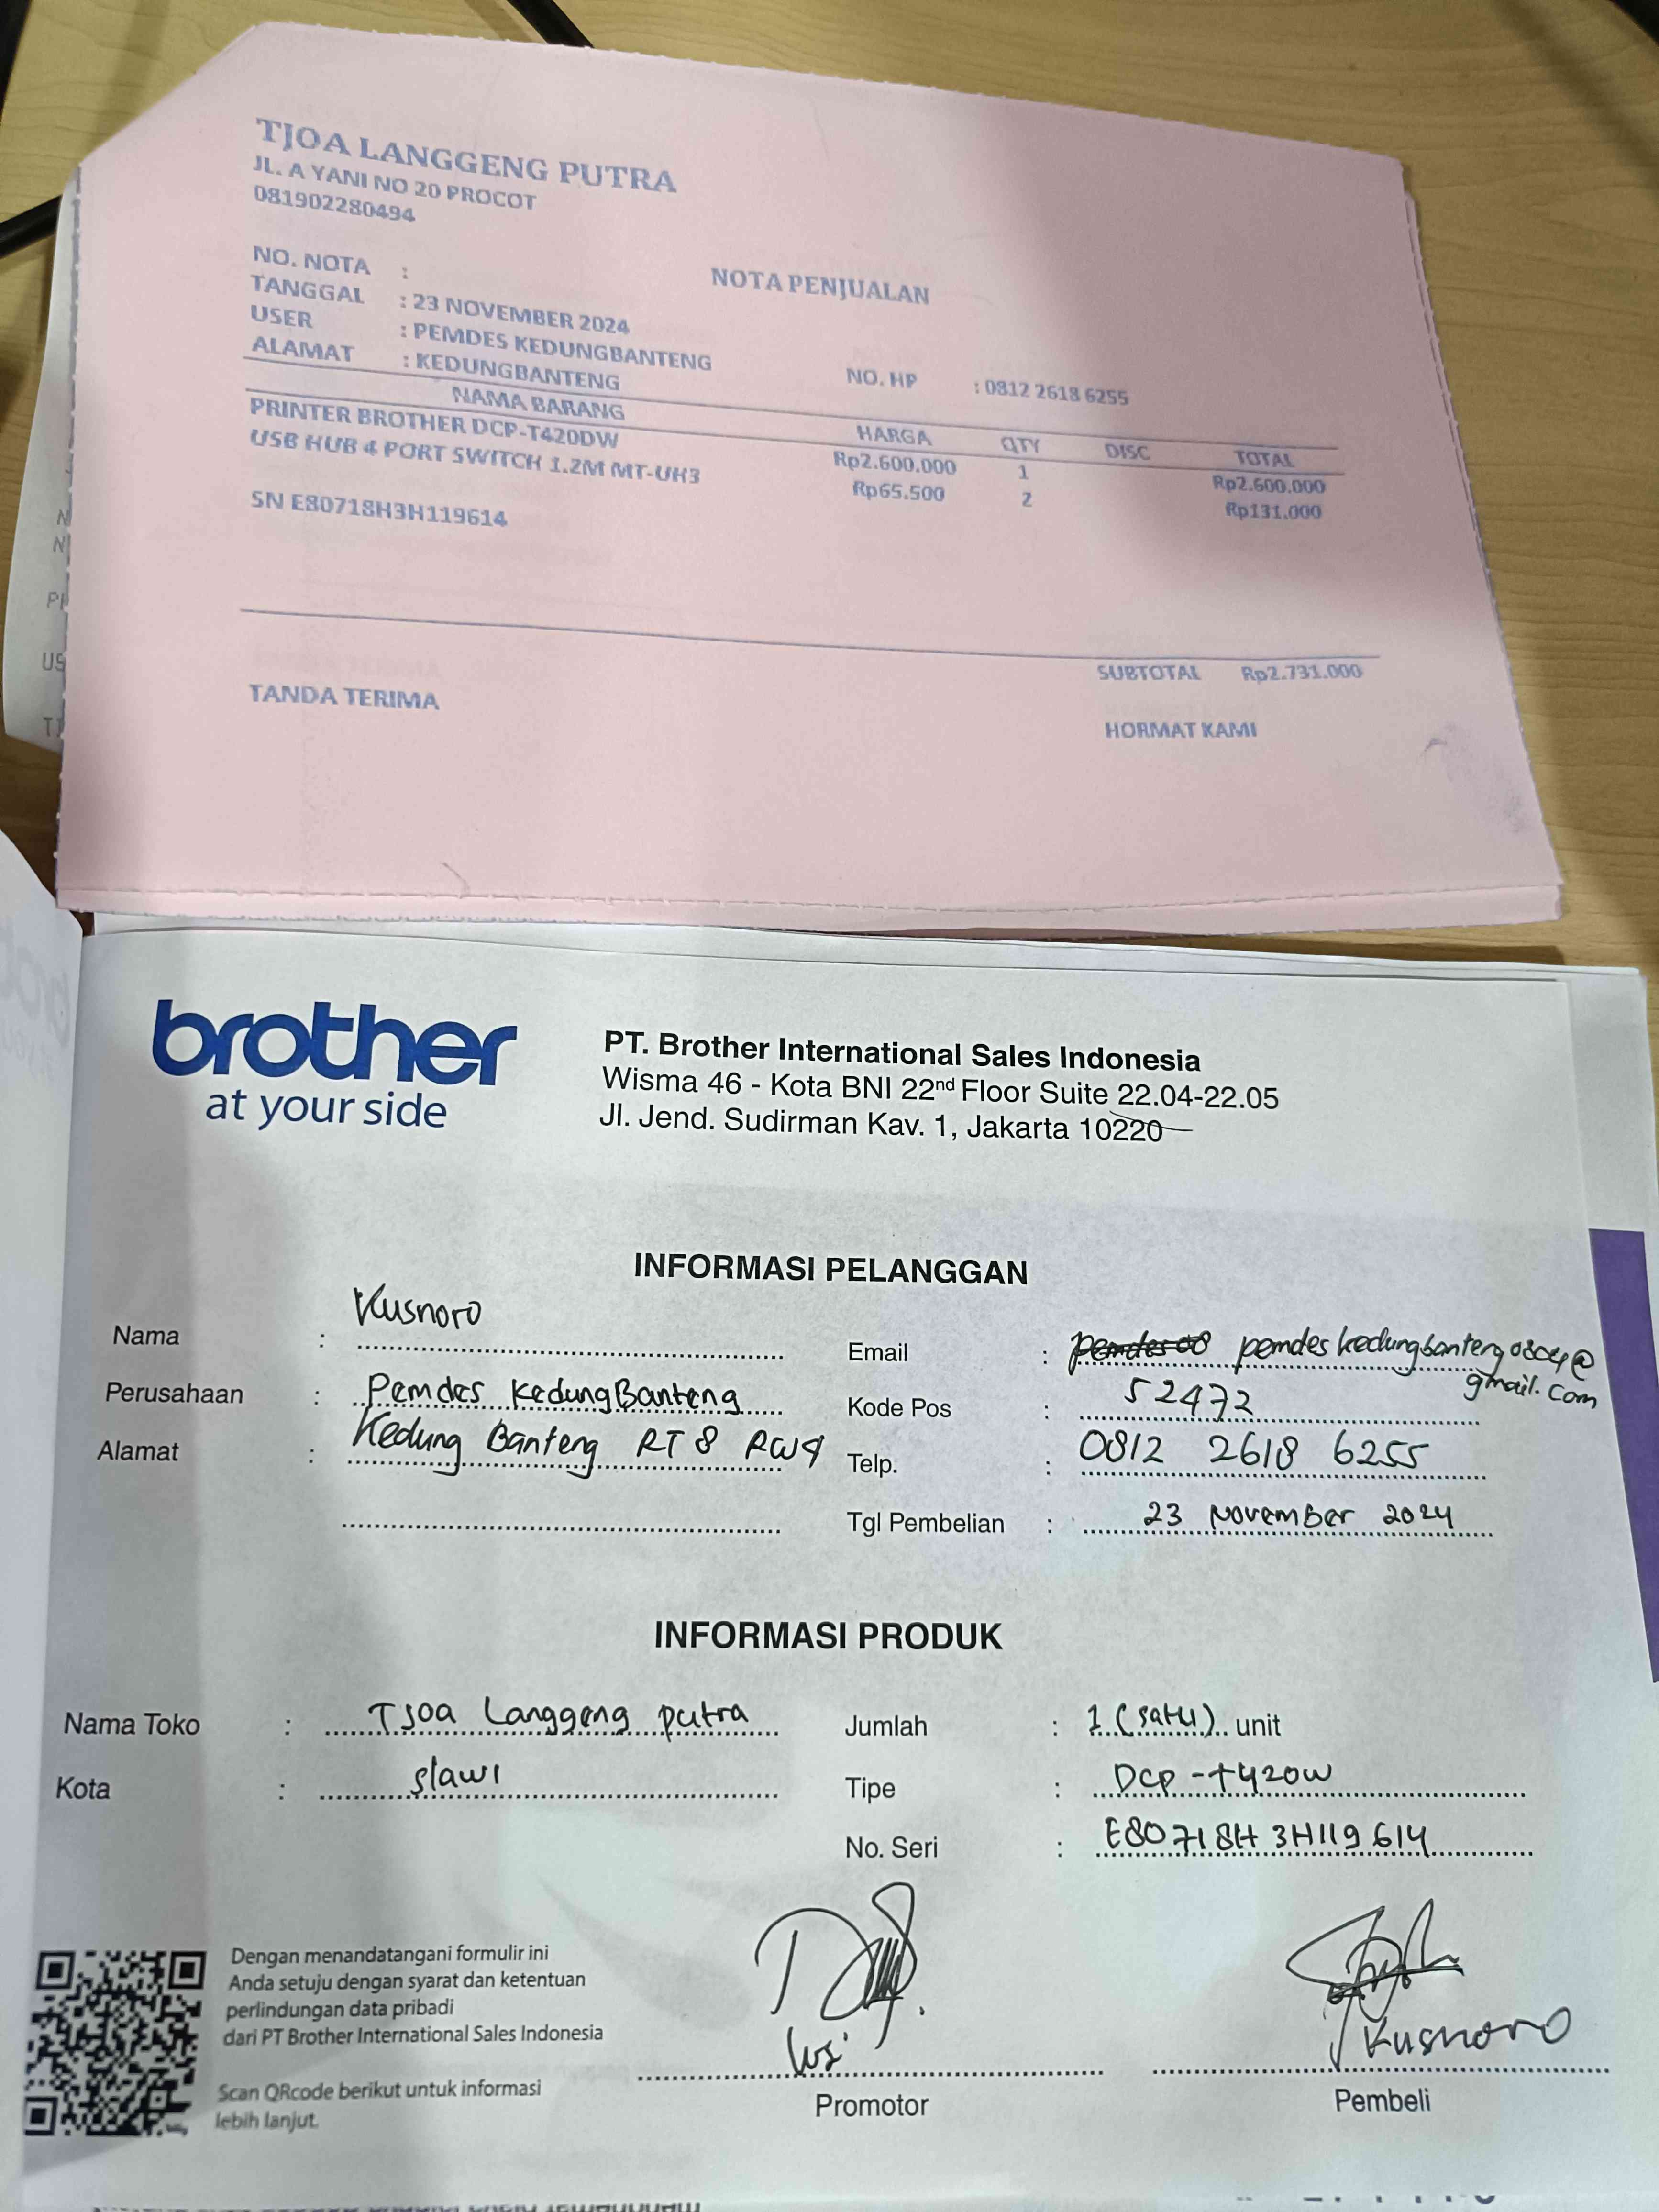 TJOA LANGGENG PUTRA
JL. A YANI NO 20 PROCOT
081902280494
NOTA PENJUALAN
NO. NOTA :
TANGGAL : 23 NOVEMBER 2024
USER : PEMDES KEDUNGBANTENG
ALAMAT : KEDUNGBANTENG NO. HP : 0812 2618 6255
NAMA BARANG HARGA QTY DISC TOTAL
PRINTER BROTHER DCP-T420DW Rp2.600.000 1 Rp2.600.000
USB HUB 4 PORT SWITCH 1.2M MT-UH3 Rp65.500 2 Rp131.000
SN E80718H3H119614
SUBTOTAL Rp2.731.000
TANDA TERIMA HORMAT KAMI
brother
at your side
PT. Brother International Sales Indonesia
Wisma 46 - Kota BNI 22nd Floor Suite 22.04-22.05
Jl. Jend. Sudirman Kav. 1, Jakarta 10220
INFORMASI PELANGGAN
Nama : Kusnoro
Perusahaan : Pemdes KedungBanteng
Alamat : Kedung Banteng RT 8 RW4
Email : pemdes kedungbanteng0804@
gmail.com
Kode Pos : 52472
Telp. : 0812 2618 6255
Tgl Pembelian : 23 November 2024
INFORMASI PRODUK
Nama Toko : Tjoa Langgeng putra
Kota : slawi
Jumlah : 1 (satu) unit
Tipe : DCP-T420W
No. Seri : E80718H3H119614
Dengan menandatangani formulir ini
Anda setuju dengan syarat dan ketentuan
perlindungan data pribadi
dari PT Brother International Sales Indonesia
Scan QRcode berikut untuk informasi
lebih lanjut.
Promotor
Kusnoro
Pembeli